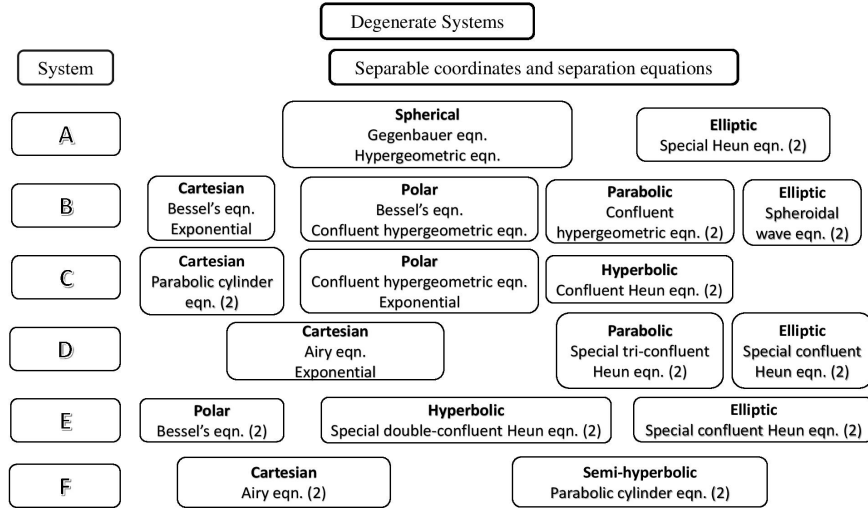 Degenerate Systems
System
Separable coordinates and separation equations
A
Spherical
Gegenbauer eqn.
Hypergeometric eqn.
Elliptic
Special Heun eqn. (2)
B
Cartesian
Bessel's eqn.
Exponential
Polar
Bessel's eqn.
Confluent hypergeometric eqn.
Parabolic
Confluent
hypergeometric eqn. (2)
Elliptic
Spheroidal
wave eqn. (2)
C
Cartesian
Parabolic cylinder
eqn. (2)
Polar
Confluent hypergeometric eqn.
Exponential
Hyperbolic
Confluent Heun eqn. (2)
D
Cartesian
Airy eqn.
Exponential
Parabolic
Special tri-confluent
Heun eqn. (2)
Elliptic
Special confluent
Heun eqn. (2)
E
Polar
Bessel's eqn. (2)
Hyperbolic
Special double-confluent Heun eqn. (2)
Elliptic
Special confluent Heun eqn. (2)
F
Cartesian
Airy eqn. (2)
Semi-hyperbolic
Parabolic cylinder eqn. (2)